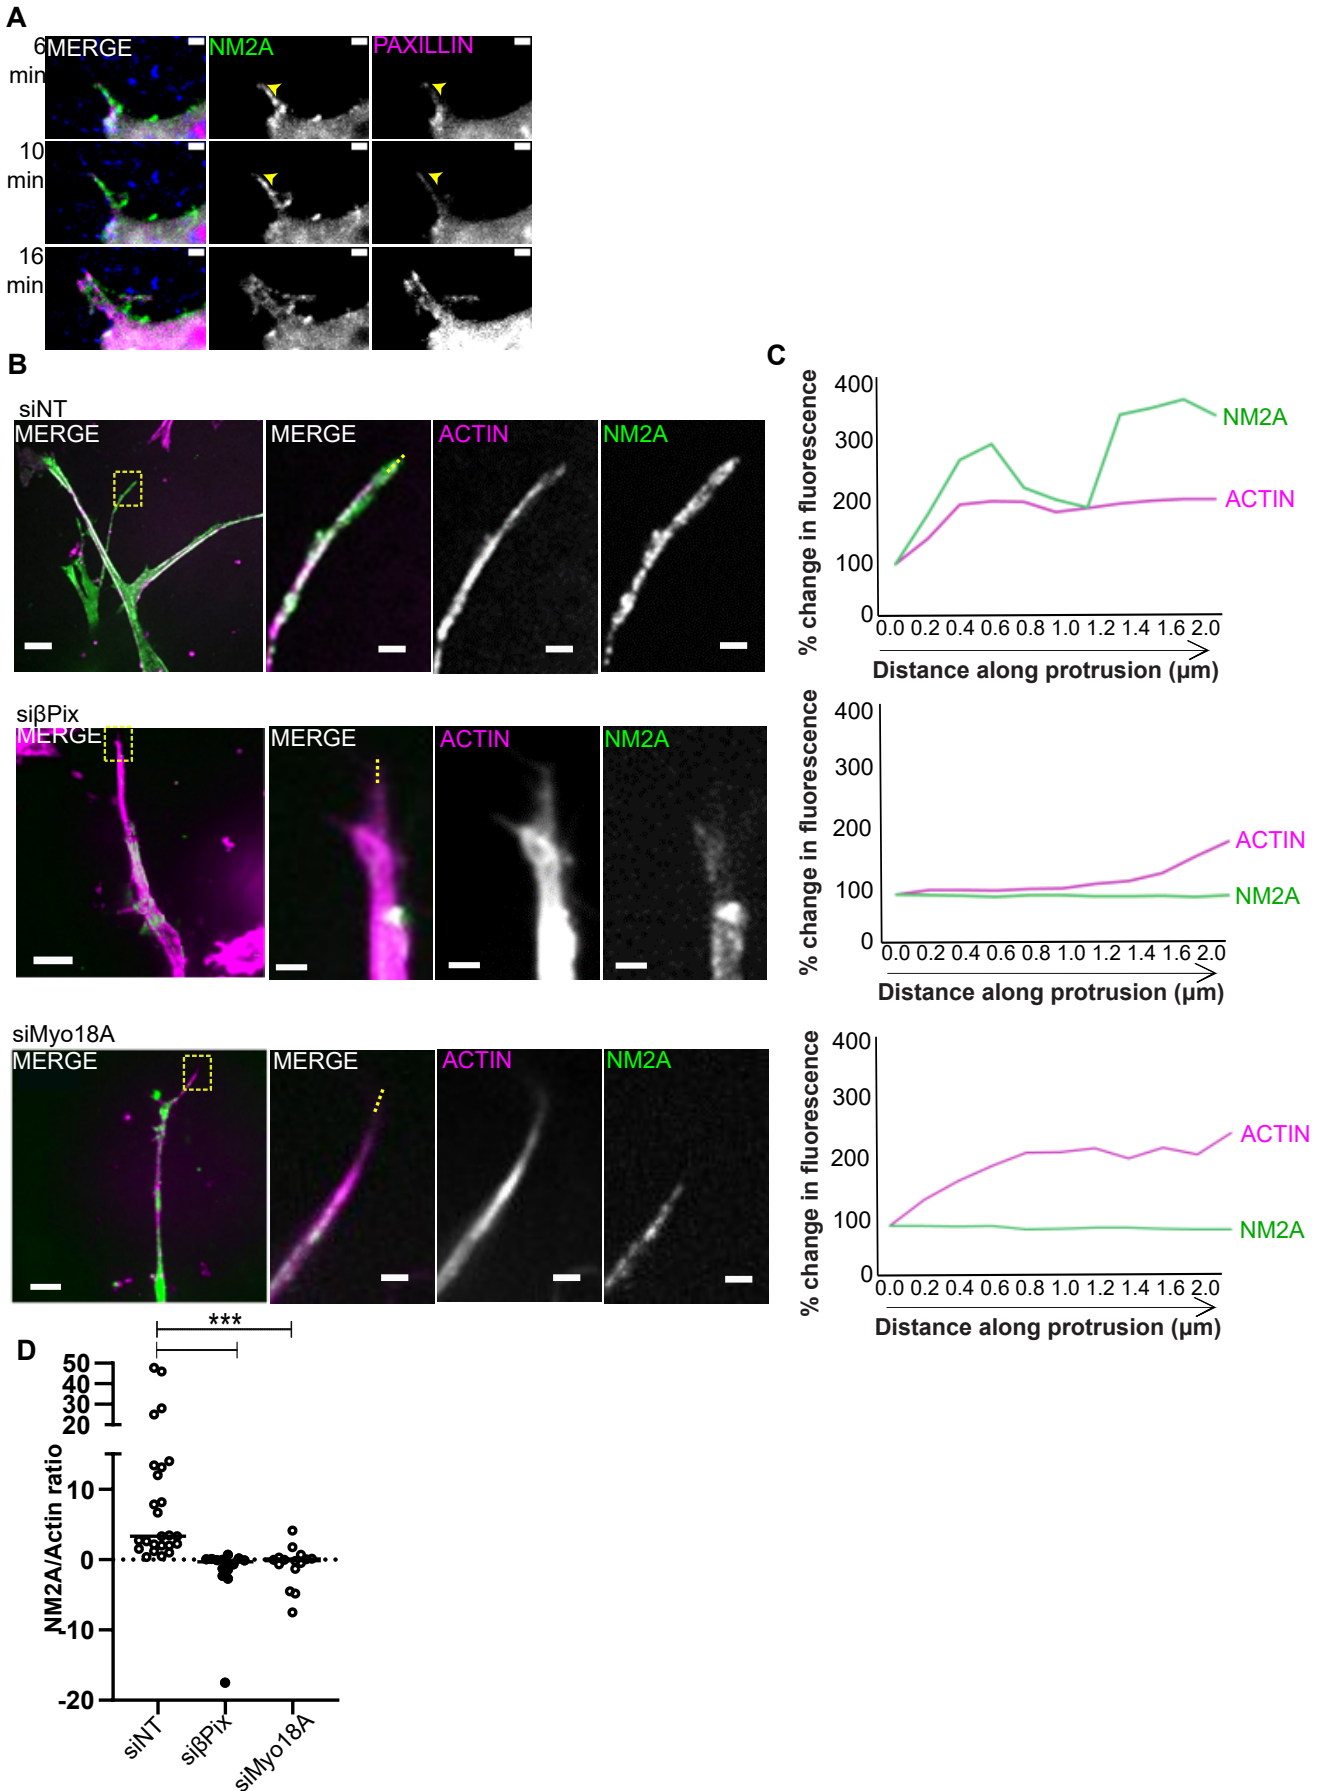 A
6
min
MERGE
NM2A
PAXILLIN
10
min
16
min
B
siNT
MERGE
MERGE
ACTIN
NM2A
siβPix
MERGE
MERGE
ACTIN
NM2A
siMyo18A
MERGE
MERGE
ACTIN
NM2A
C
% change in fluorescence
400
300
200
100
0
NM2A
ACTIN
0.0 0.2 0.4 0.6 0.8 1.0 1.2 1.4 1.6 2.0
Distance along protrusion (µm)
% change in fluorescence
400
300
200
100
0
ACTIN
NM2A
0.0 0.2 0.4 0.6 0.8 1.0 1.2 1.4 1.6 2.0
Distance along protrusion (µm)
% change in fluorescence
400
300
200
100
0
ACTIN
NM2A
0.0 0.2 0.4 0.6 0.8 1.0 1.2 1.4 1.6 2.0
Distance along protrusion (µm)
D
***
NM2A/Actin ratio
50
40
30
20
10
0
-10
-20
siNT
siβPix
siMyo18A